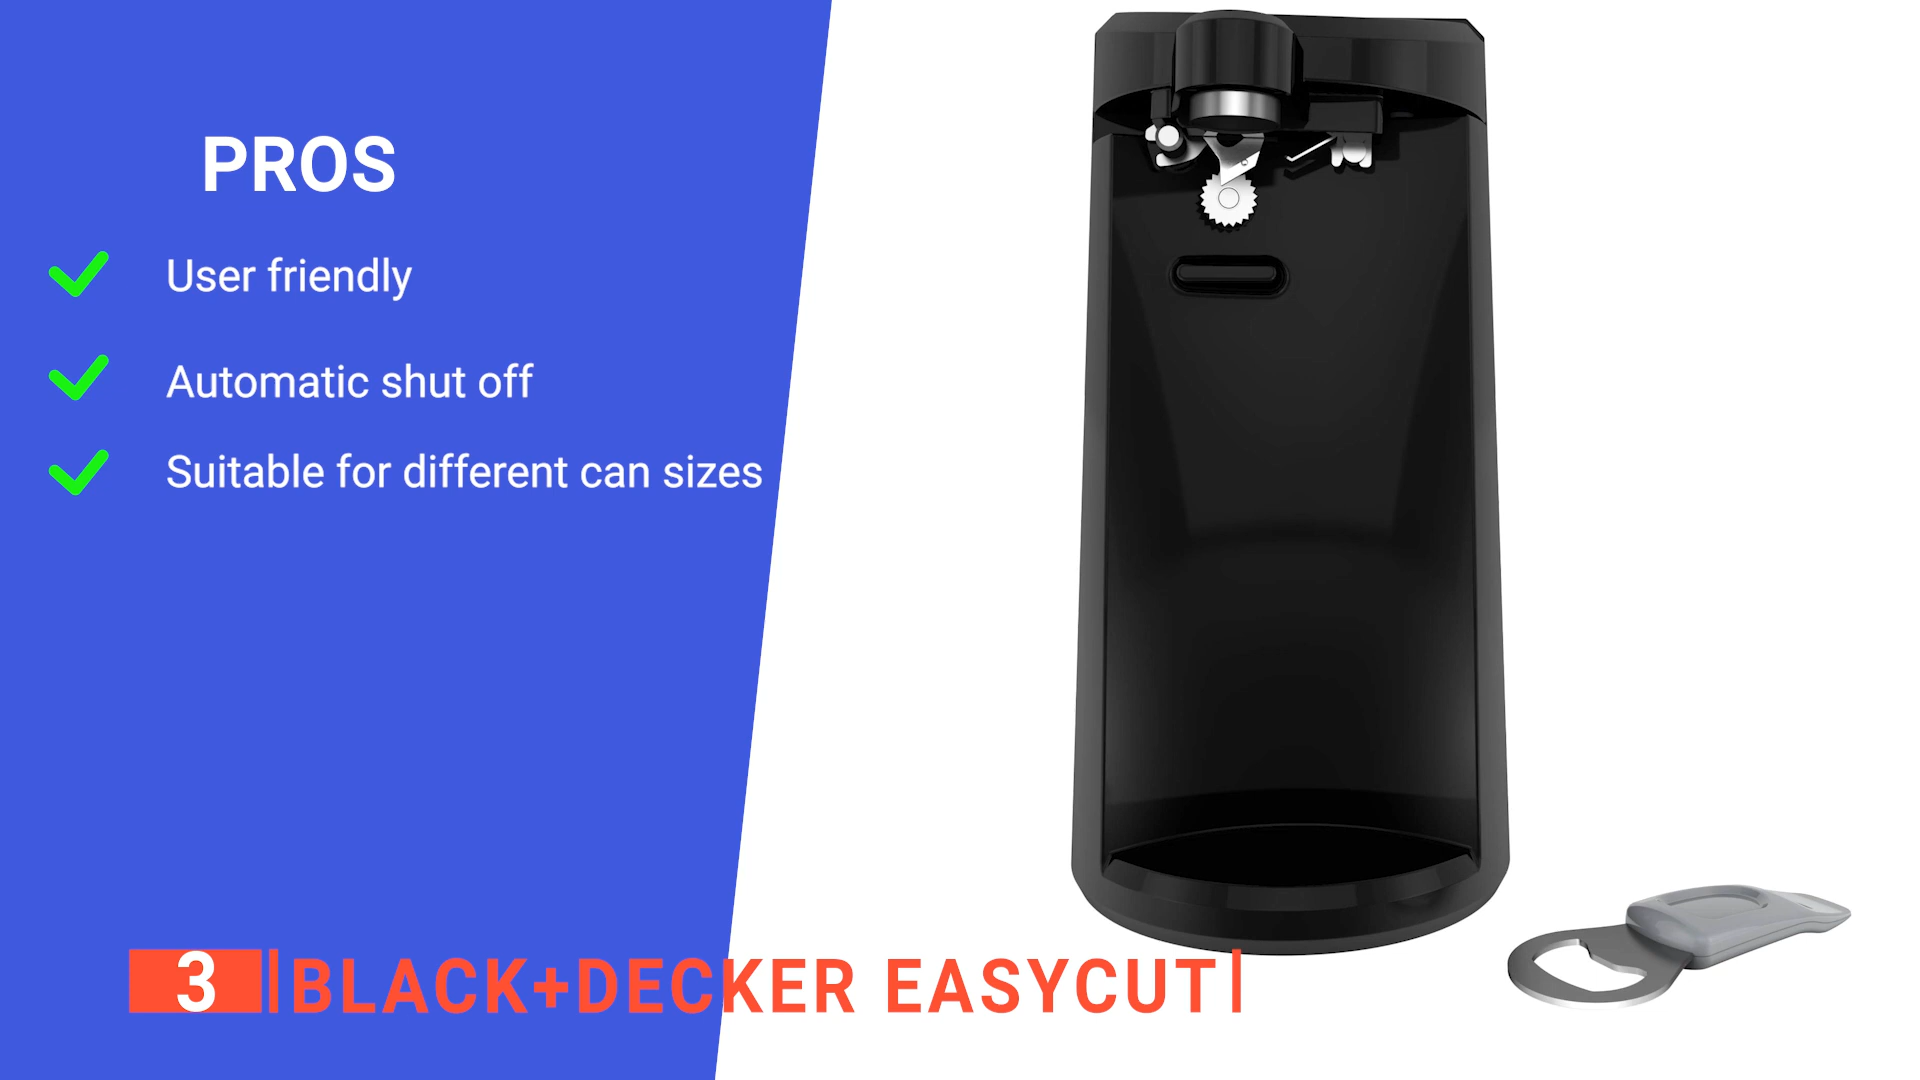 PROS
User friendly
Automatic shut off
Suitable for different can sizes
3 BLACK+DECKER EASYCUT